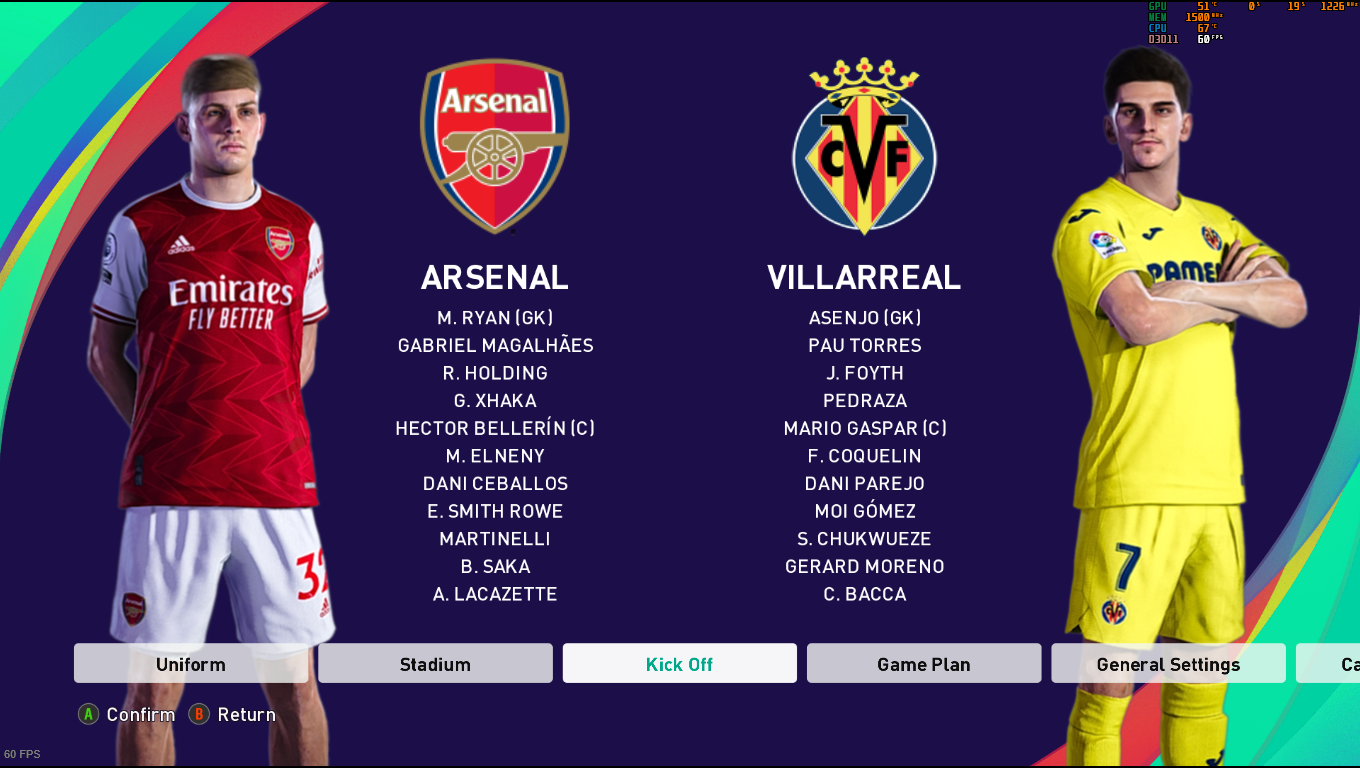 GPU 51°C 0% 19% 1226MHz
MEM 1500MHz
CPU 67°C
D3D11 60FPS
Arsenal
CVF
adidas
Emirates
FLY BETTER
PAME
ARSENAL
M. RYAN (GK)
GABRIEL MAGALHÃES
R. HOLDING
G. XHAKA
HECTOR BELLERÍN (C)
M. ELNENY
DANI CEBALLOS
E. SMITH ROWE
MARTINELLI
B. SAKA
A. LACAZETTE
VILLARREAL
ASENJO (GK)
PAU TORRES
J. FOYTH
PEDRAZA
MARIO GASPAR (C)
F. COQUELIN
DANI PAREJO
MOI GÓMEZ
S. CHUKWUEZE
GERARD MORENO
C. BACCA
32
7
Uniform
Stadium
Kick Off
Game Plan
General Settings
Ca
A Confirm B Return
60 FPS